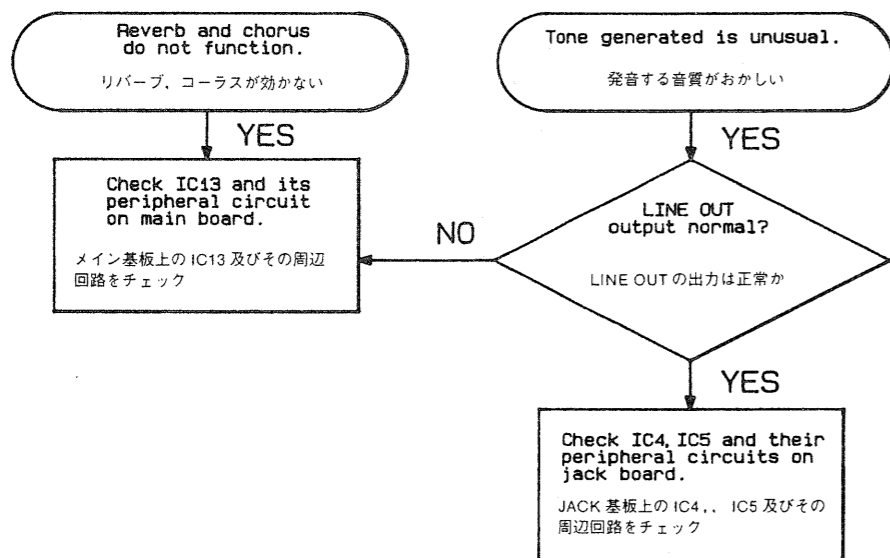 Reverb and chorus
do not function.
リバーブ、コーラスが効かない
YES
Check IC13 and its
peripheral circuit
on main board.
メイン基板上の IC13 及びその周辺
回路をチェック
Tone generated is unusual.
発音する音質がおかしい
YES
LINE OUT
output normal?
LINE OUT の出力は正常か
NO
YES
Check IC4,IC5 and their
peripheral circuits on
jack board.
JACK 基板上の IC4,、IC5 及びその
周辺回路をチェック